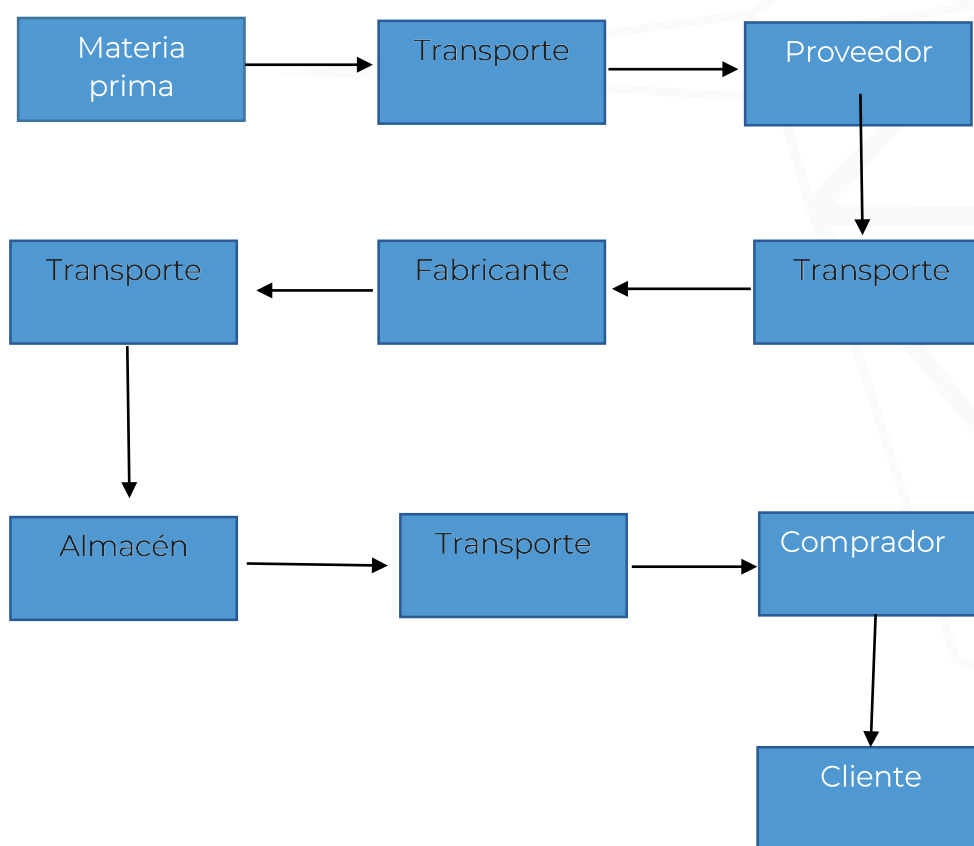 Materia
prima
Transporte
Proveedor
Transporte
Fabricante
Transporte
Almacén
Transporte
Comprador
Cliente